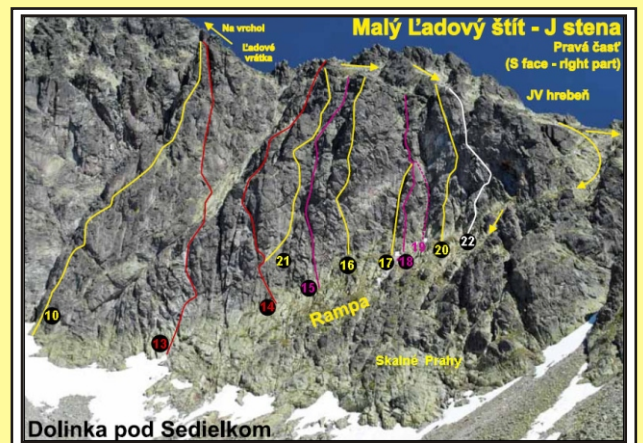 Malý Ľadový štít - J stena
Pravá časť
(S face - right part)
Na vrchol
Ľadové
vrátka
JV hrebeň
10
13
14
21
15
16
17
18
19
20
22
Rampa
Skalné Prahy
Dolinka pod Sedielkom